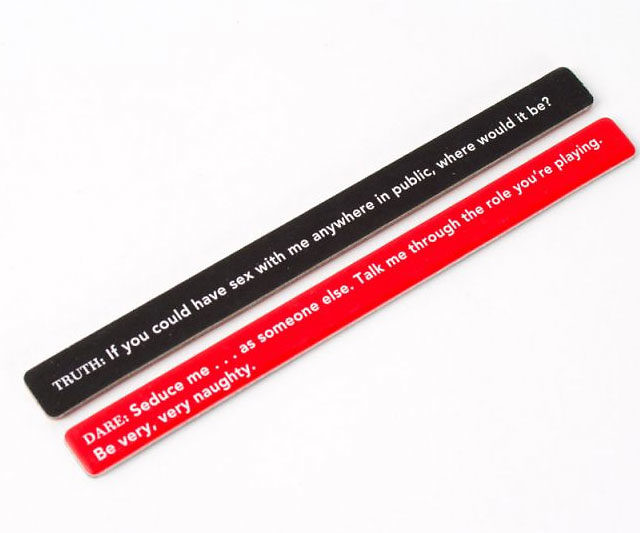 TRUTH: If you could have sex with me anywhere in public, where would it be?
DARE: Seduce me . . . as someone else. Talk me through the role you're playing.
Be very, very naughty.